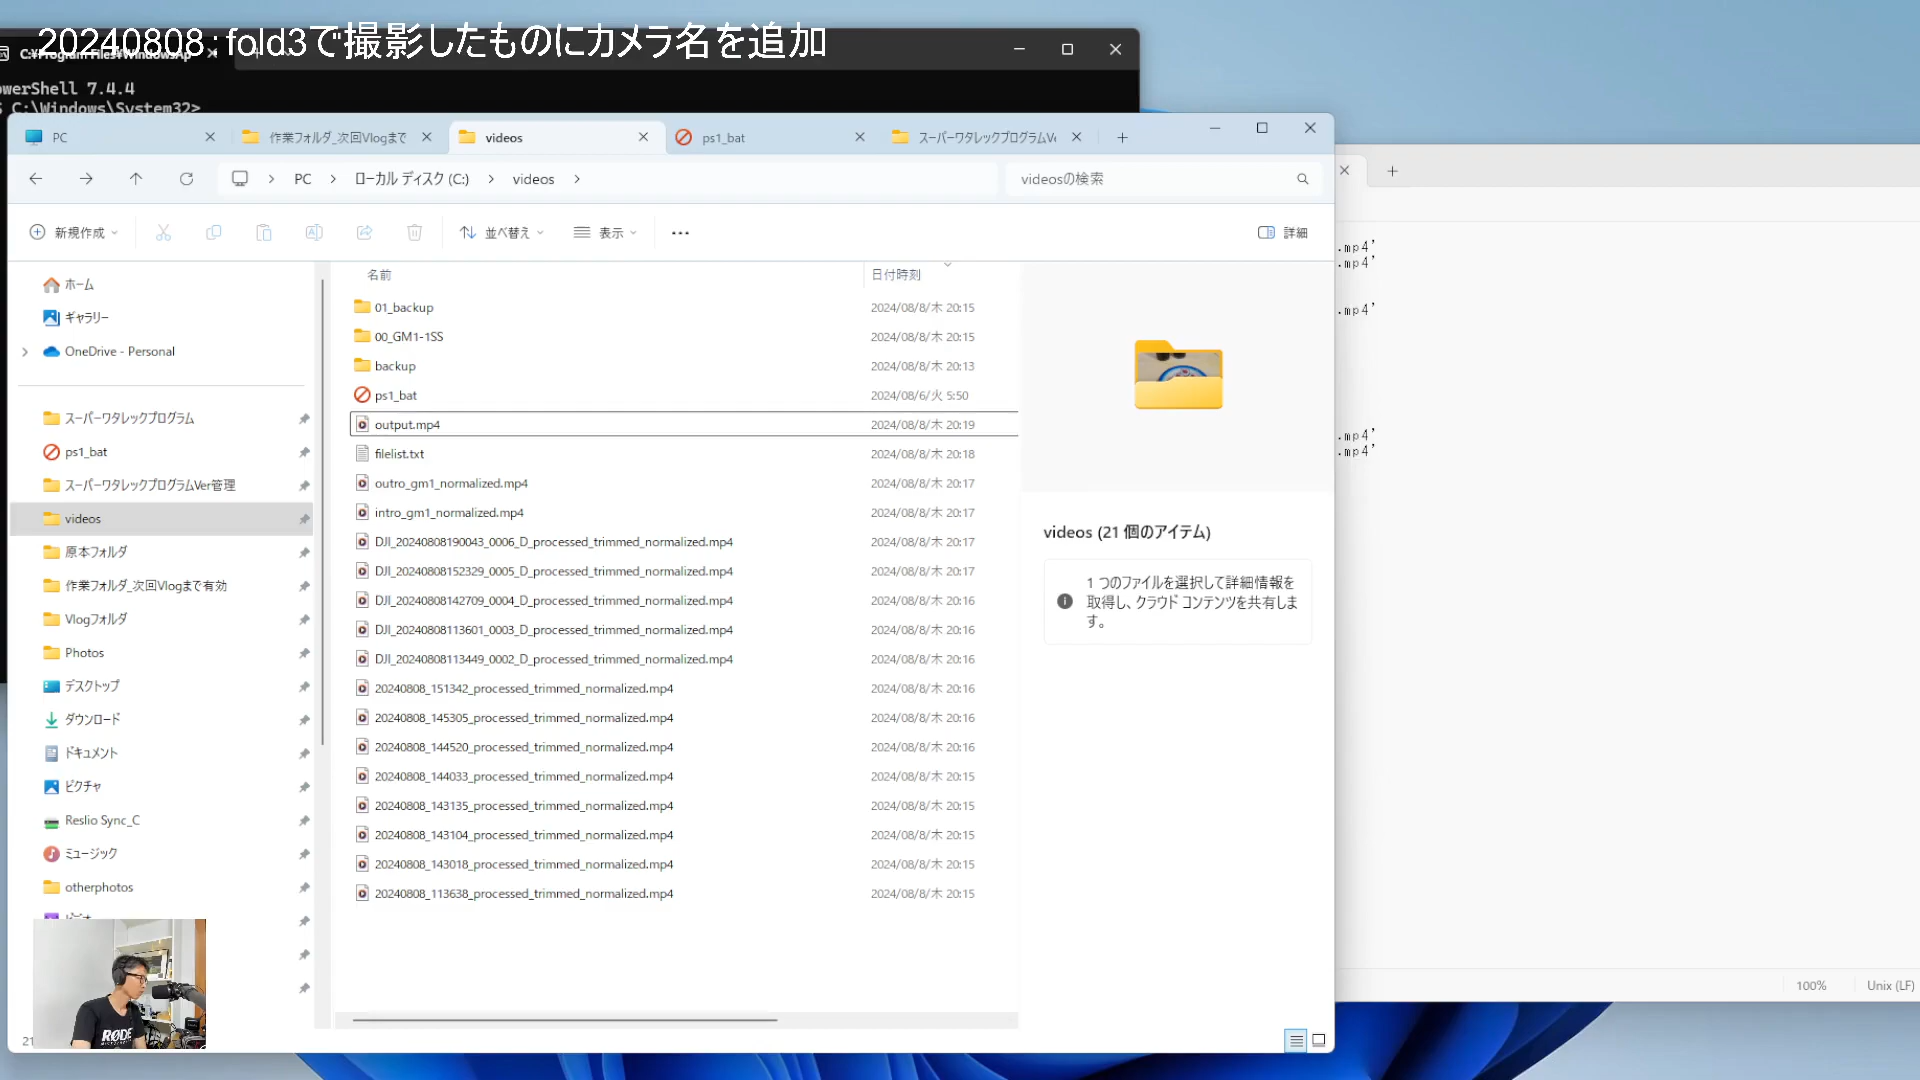 20240808：fold3で撮影したものにカメラ名を追加
C:¥Program Files¥WindowsAp
owerShell 7.4.4
C:¥Windows¥System32>
PC
作業フォルダ_次回Vlogまで
videos
ps1_bat
スーパーワタレックプログラムVe
PC
ローカル ディスク (C:)
videos
videosの検索
新規作成
並べ替え
表示
詳細
名前
日付時刻
ホーム
ギャラリー
OneDrive - Personal
スーパーワタレックプログラム
ps1_bat
スーパーワタレックプログラムVer管理
videos
原本フォルダ
作業フォルダ_次回Vlogまで有効
Vlogフォルダ
Photos
デスクトップ
ダウンロード
ドキュメント
ピクチャ
Reslio Sync_C
ミュージック
otherphotos
01_backup 2024/08/8/木 20:15
00_GM1-1SS 2024/08/8/木 20:15
backup 2024/08/8/木 20:13
ps1_bat 2024/08/6/火 5:50
output.mp4 2024/08/8/木 20:19
filelist.txt 2024/08/8/木 20:18
outro_gm1_normalized.mp4 2024/08/8/木 20:17
intro_gm1_normalized.mp4 2024/08/8/木 20:17
DJI_20240808190043_0006_D_processed_trimmed_normalized.mp4 2024/08/8/木 20:17
DJI_20240808152329_0005_D_processed_trimmed_normalized.mp4 2024/08/8/木 20:17
DJI_20240808142709_0004_D_processed_trimmed_normalized.mp4 2024/08/8/木 20:16
DJI_20240808113601_0003_D_processed_trimmed_normalized.mp4 2024/08/8/木 20:16
DJI_20240808113449_0002_D_processed_trimmed_normalized.mp4 2024/08/8/木 20:16
20240808_151342_processed_trimmed_normalized.mp4 2024/08/8/木 20:16
20240808_145305_processed_trimmed_normalized.mp4 2024/08/8/木 20:16
20240808_144520_processed_trimmed_normalized.mp4 2024/08/8/木 20:16
20240808_144033_processed_trimmed_normalized.mp4 2024/08/8/木 20:15
20240808_143135_processed_trimmed_normalized.mp4 2024/08/8/木 20:15
20240808_143104_processed_trimmed_normalized.mp4 2024/08/8/木 20:15
20240808_143018_processed_trimmed_normalized.mp4 2024/08/8/木 20:15
20240808_113638_processed_trimmed_normalized.mp4 2024/08/8/木 20:15
videos (21 個のアイテム)
1 つのファイルを選択して詳細情報を
取得し、クラウド コンテンツを共有しま
す。
.mp4'
.mp4'
.mp4'
.mp4'
.mp4'
100%
Unix (LF)
RØDE
21